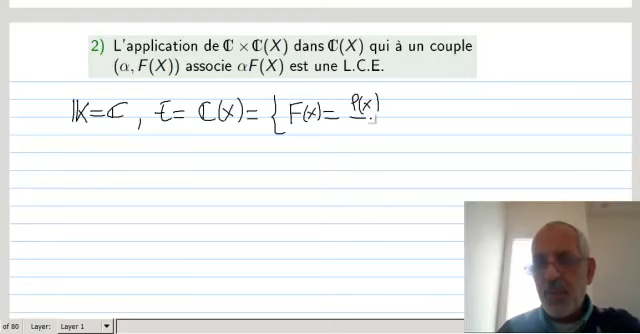 2) L'application de ℂ × ℂ(X) dans ℂ(X) qui à un couple
(α, F(X)) associe αF(X) est une L.C.E.
𝕂=ℂ, E= ℂ(X)= { F(X)= P(X)
of 80 Layer: Layer 1